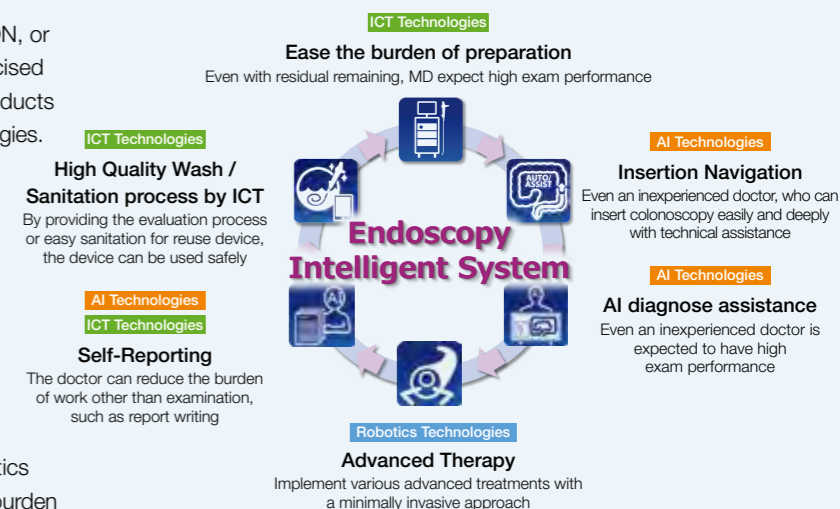 ON, or
cised
ducts
gies.
ICT Technologies
Ease the burden of preparation
Even with residual remaining, MD expect high exam performance
ICT Technologies
High Quality Wash /
Sanitation process by ICT
By providing the evaluation process
or easy sanitation for reuse device,
the device can be used safely
AI Technologies
Insertion Navigation
Even an inexperienced doctor, who can
insert colonoscopy easily and deeply
with technical assistance
AUTO/
ASSIST
Endoscopy
Intelligent System
AI Technologies
ICT Technologies
Self-Reporting
The doctor can reduce the burden
of work other than examination,
such as report writing
AI
AI Technologies
AI diagnose assistance
Even an inexperienced doctor is
expected to have high
exam performance
Robotics Technologies
Advanced Therapy
Implement various advanced treatments with
a minimally invasive approach
tics
burden